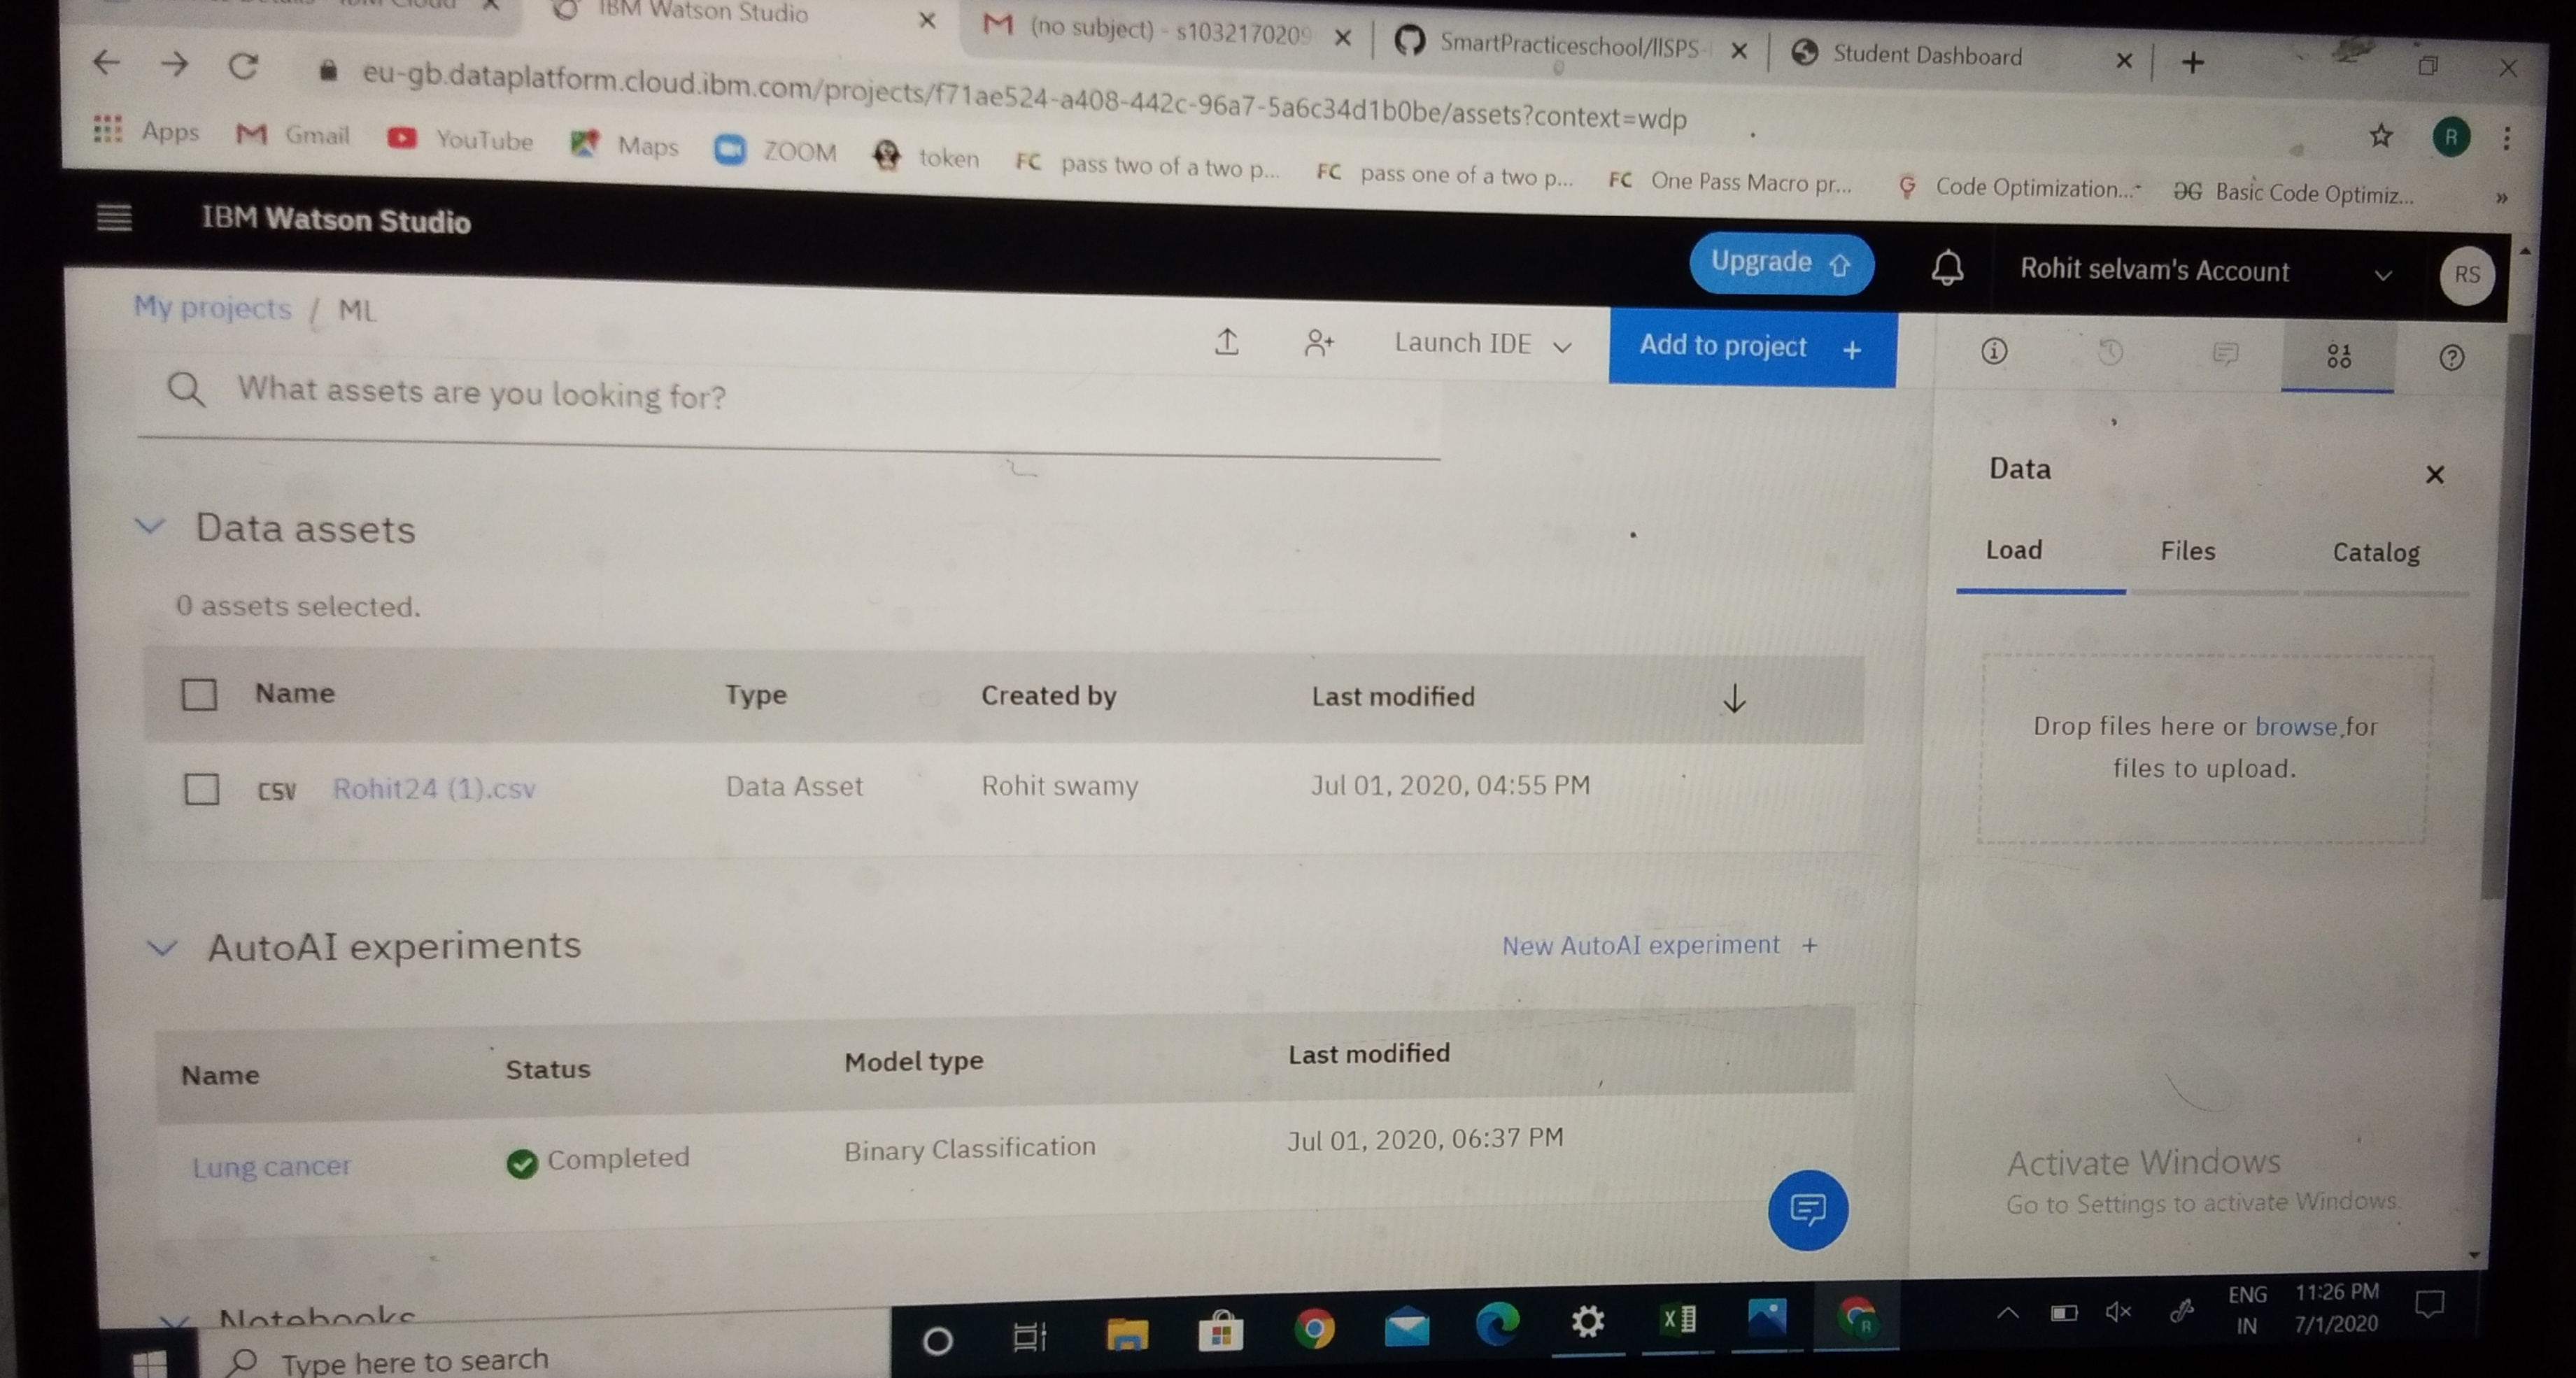 IBM Watson Studio
(no subject) - s1032170209
SmartPracticeschool/IISPS-
Student Dashboard
eu-gb.dataplatform.cloud.ibm.com/projects/f71ae524-a408-442c-96a7-5a6c34d1b0be/assets?context=wdp
Apps Gmail YouTube Maps ZOOM token FC pass two of a two p... FC pass one of a two p... FC One Pass Macro pr... Code Optimization... Basic Code Optimiz... »
R
IBM Watson Studio
Upgrade
Rohit selvam's Account
RS
My projects / ML
Launch IDE
Add to project +
What assets are you looking for?
Data
Load Files Catalog
Drop files here or browse for
files to upload.
Data assets
0 assets selected.
Name Type Created by Last modified
CSV Rohit24 (1).csv Data Asset Rohit swamy Jul 01, 2020, 04:55 PM
AutoAI experiments
New AutoAI experiment +
Name Status Model type Last modified
Lung cancer Completed Binary Classification Jul 01, 2020, 06:37 PM
Activate Windows
Go to Settings to activate Windows.
Notebooks
Type here to search
ENG
IN
11:26 PM
7/1/2020